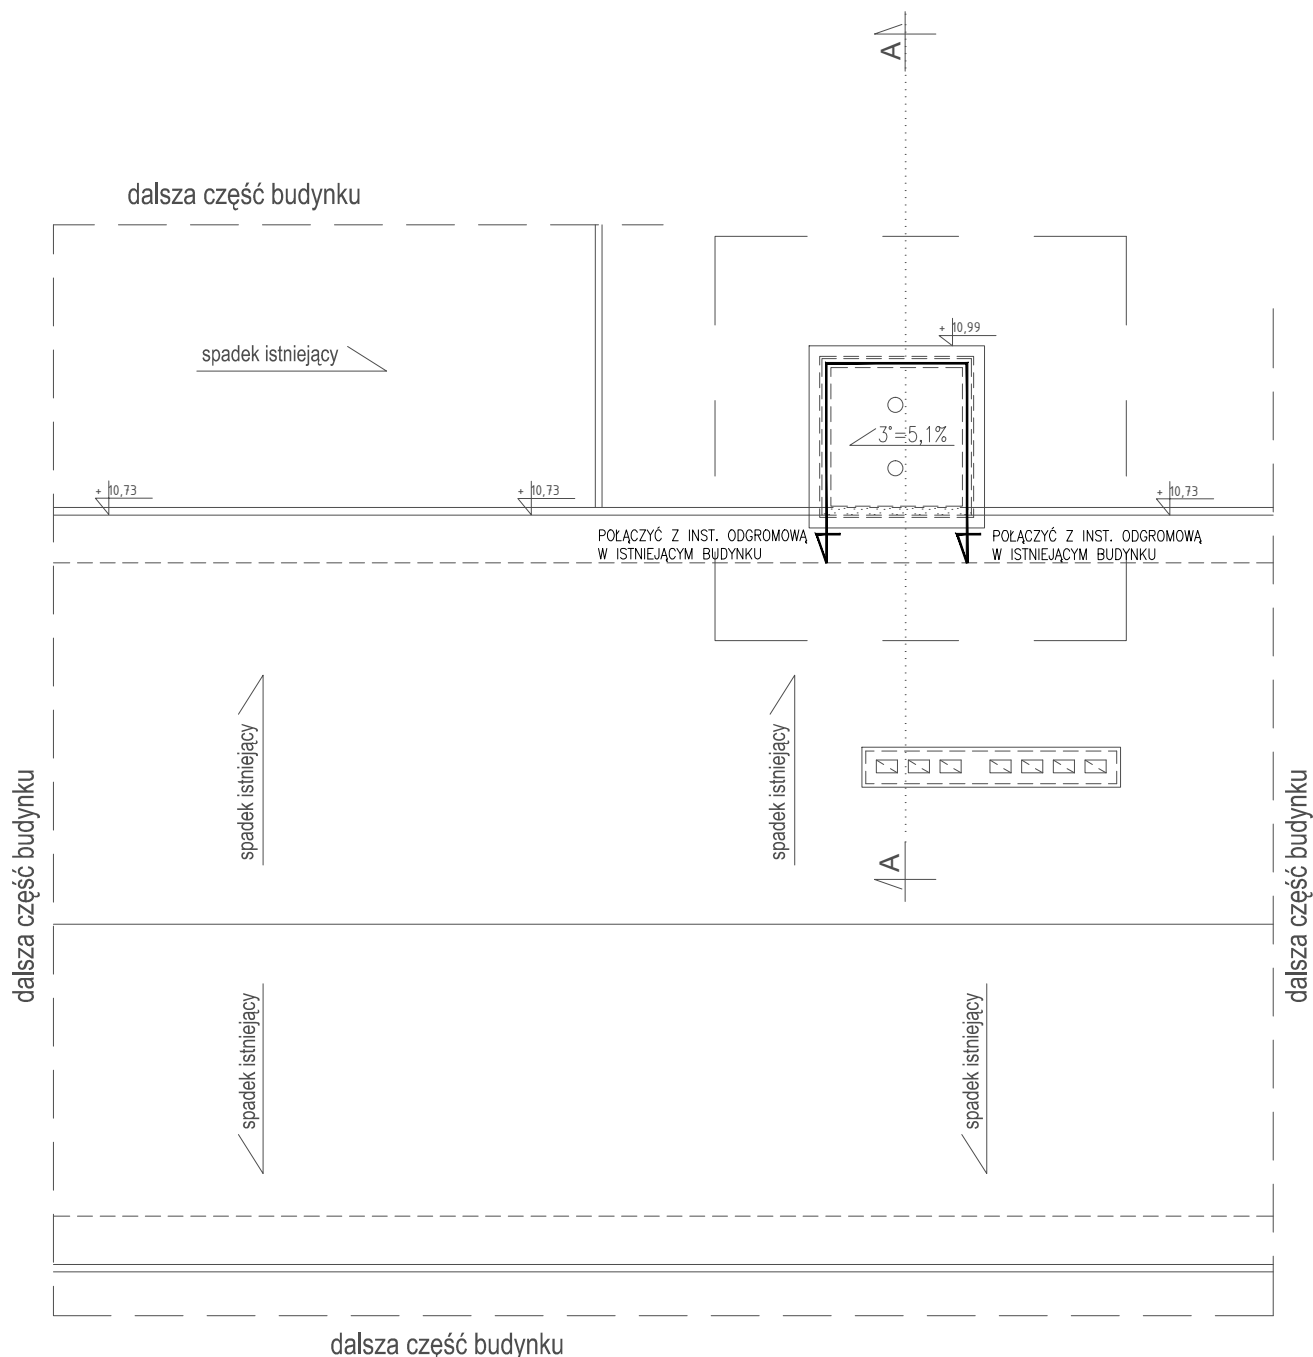 A
dalsza część budynku
+ 10,99
spadek istniejący
3°=5,1%
+ 10,73
+ 10,73
+ 10,73
POŁĄCZYĆ Z INST. ODGROMOWĄ
W ISTNIEJĄCYM BUDYNKU
POŁĄCZYĆ Z INST. ODGROMOWĄ
W ISTNIEJĄCYM BUDYNKU
spadek istniejący
spadek istniejący
A
dalsza część budynku
dalsza część budynku
spadek istniejący
spadek istniejący
dalsza część budynku